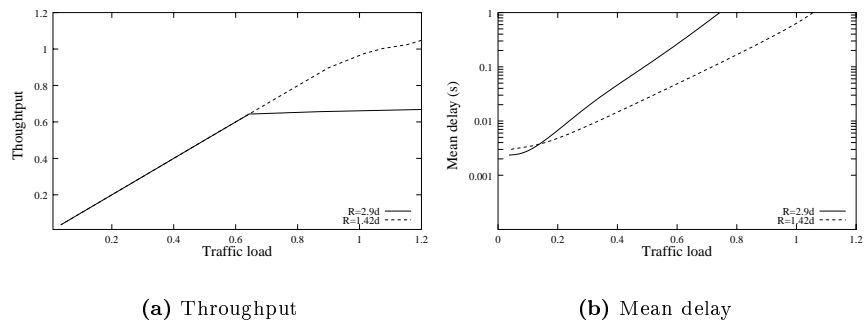 1.2
1
0.8
0.6
0.4
0.2
Thoughtput
0.2
0.4
0.6
0.8
1
1.2
Traffic load
R=2.9d
R=1.42d
1
0.1
0.01
0.001
Mean delay (s)
0
0.2
0.4
0.6
0.8
1
1.2
Traffic load
R=2.9d
R=1.42d
(a) Throughput
(b) Mean delay